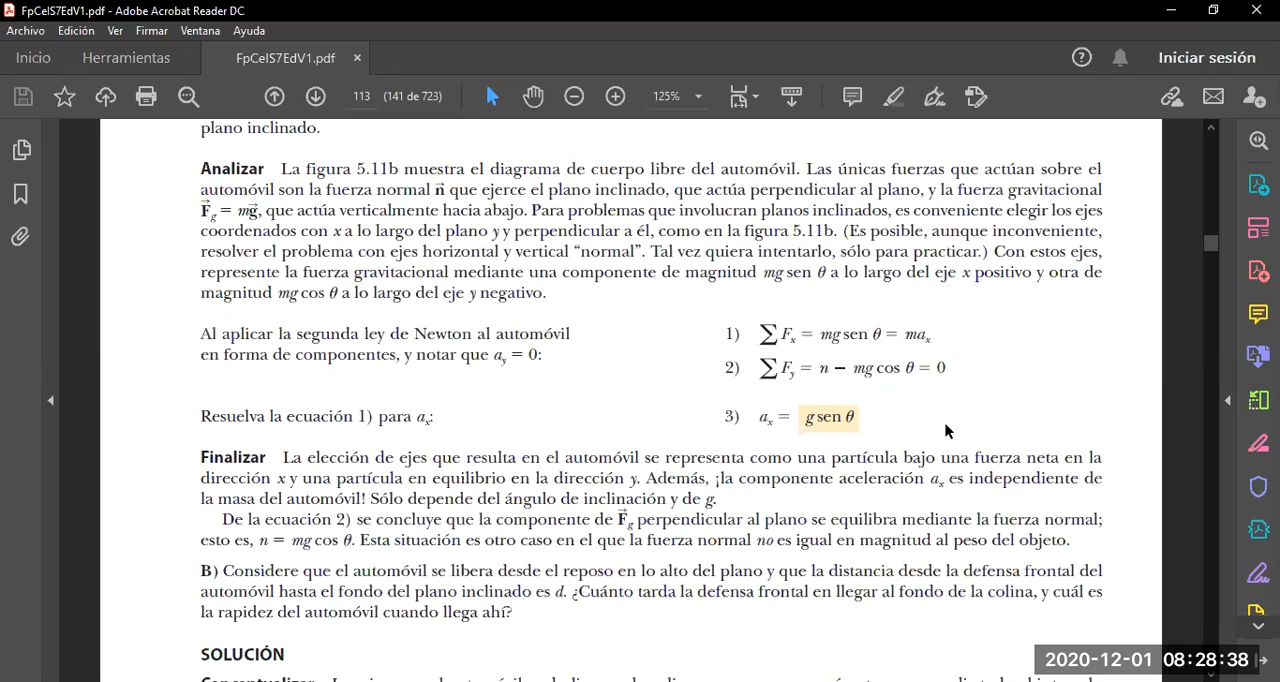 FpCeIS7EdV1.pdf - Adobe Acrobat Reader DC
Archivo Edición Ver Firmar Ventana Ayuda
Inicio Herramientas FpCeIS7EdV1.pdf × Iniciar sesión
113 (141 de 723) 125%
plano inclinado.
Analizar La figura 5.11b muestra el diagrama de cuerpo libre del automóvil. Las únicas fuerzas que actúan sobre el
automóvil son la fuerza normal n⃗ que ejerce el plano inclinado, que actúa perpendicular al plano, y la fuerza gravitacional
F⃗g = mg⃗, que actúa verticalmente hacia abajo. Para problemas que involucran planos inclinados, es conveniente elegir los ejes
coordenados con x a lo largo del plano y y perpendicular a él, como en la figura 5.11b. (Es posible, aunque inconveniente,
resolver el problema con ejes horizontal y vertical “normal”. Tal vez quiera intentarlo, sólo para practicar.) Con estos ejes,
represente la fuerza gravitacional mediante una componente de magnitud mg sen θ a lo largo del eje x positivo y otra de
magnitud mg cos θ a lo largo del eje y negativo.
Al aplicar la segunda ley de Newton al automóvil
en forma de componentes, y notar que ay = 0:
1) ∑ Fx = mg sen θ = max
2) ∑ Fy = n − mg cos θ = 0
Resuelva la ecuación 1) para ax:
3) ax = g sen θ
Finalizar La elección de ejes que resulta en el automóvil se representa como una partícula bajo una fuerza neta en la
dirección x y una partícula en equilibrio en la dirección y. Además, ¡la componente aceleración ax es independiente de
la masa del automóvil! Sólo depende del ángulo de inclinación y de g.
De la ecuación 2) se concluye que la componente de F⃗g perpendicular al plano se equilibra mediante la fuerza normal;
esto es, n = mg cos θ. Esta situación es otro caso en el que la fuerza normal no es igual en magnitud al peso del objeto.
B) Considere que el automóvil se libera desde el reposo en lo alto del plano y que la distancia desde la defensa frontal del
automóvil hasta el fondo del plano inclinado es d. ¿Cuánto tarda la defensa frontal en llegar al fondo de la colina, y cuál es
la rapidez del automóvil cuando llega ahí?
SOLUCIÓN
2020-12-01 08:28:38